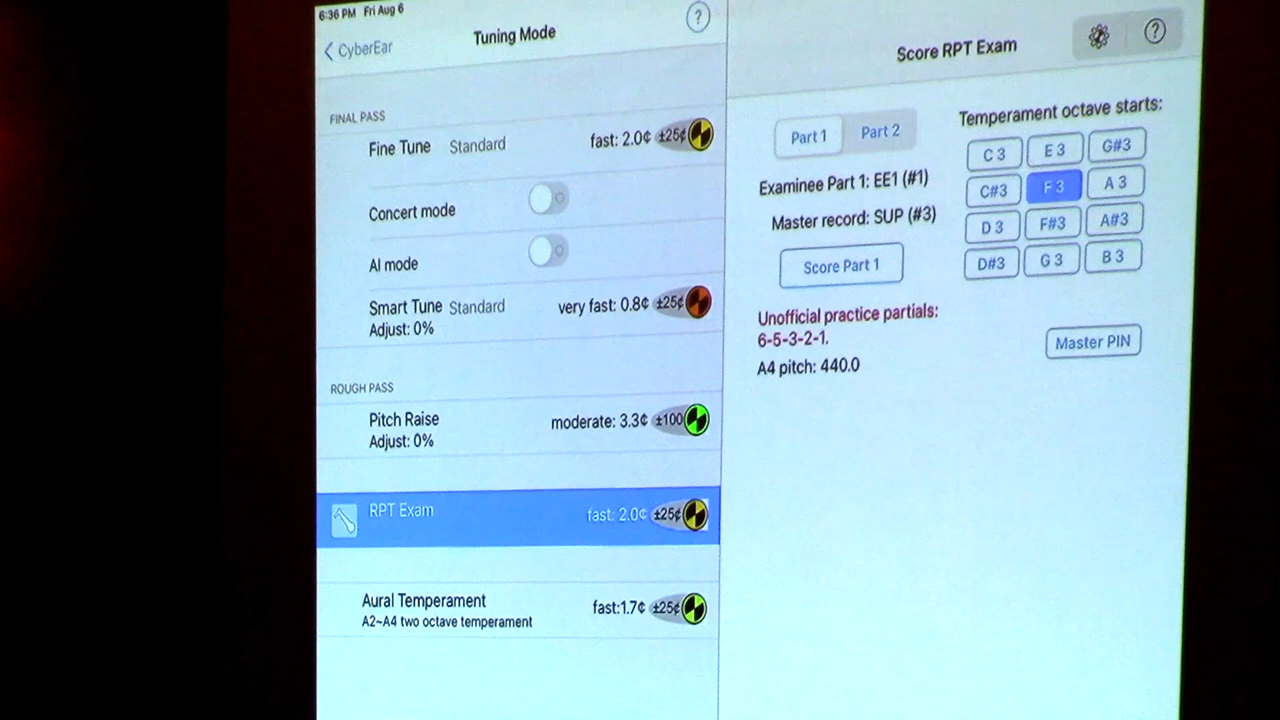 6:36 PM Fri Aug 6
CyberEar
Tuning Mode
?
FINAL PASS
Fine Tune Standard fast: 2.0¢ ±25¢
Concert mode
AI mode
Smart Tune Standard very fast: 0.8¢ ±25¢
Adjust: 0%
ROUGH PASS
Pitch Raise moderate: 3.3¢ ±100
Adjust: 0%
RPT Exam fast: 2.0¢ ±25¢
Aural Temperament fast:1.7¢ ±25¢
A2~A4 two octave temperament
Score RPT Exam
?
Part 1 Part 2
Examinee Part 1: EE1 (#1)
Master record: SUP (#3)
Score Part 1
Unofficial practice partials:
6-5-3-2-1.
A4 pitch: 440.0
Temperament octave starts:
C 3 E 3 G#3
C#3 F 3 A 3
D 3 F#3 A#3
D#3 G 3 B 3
Master PIN